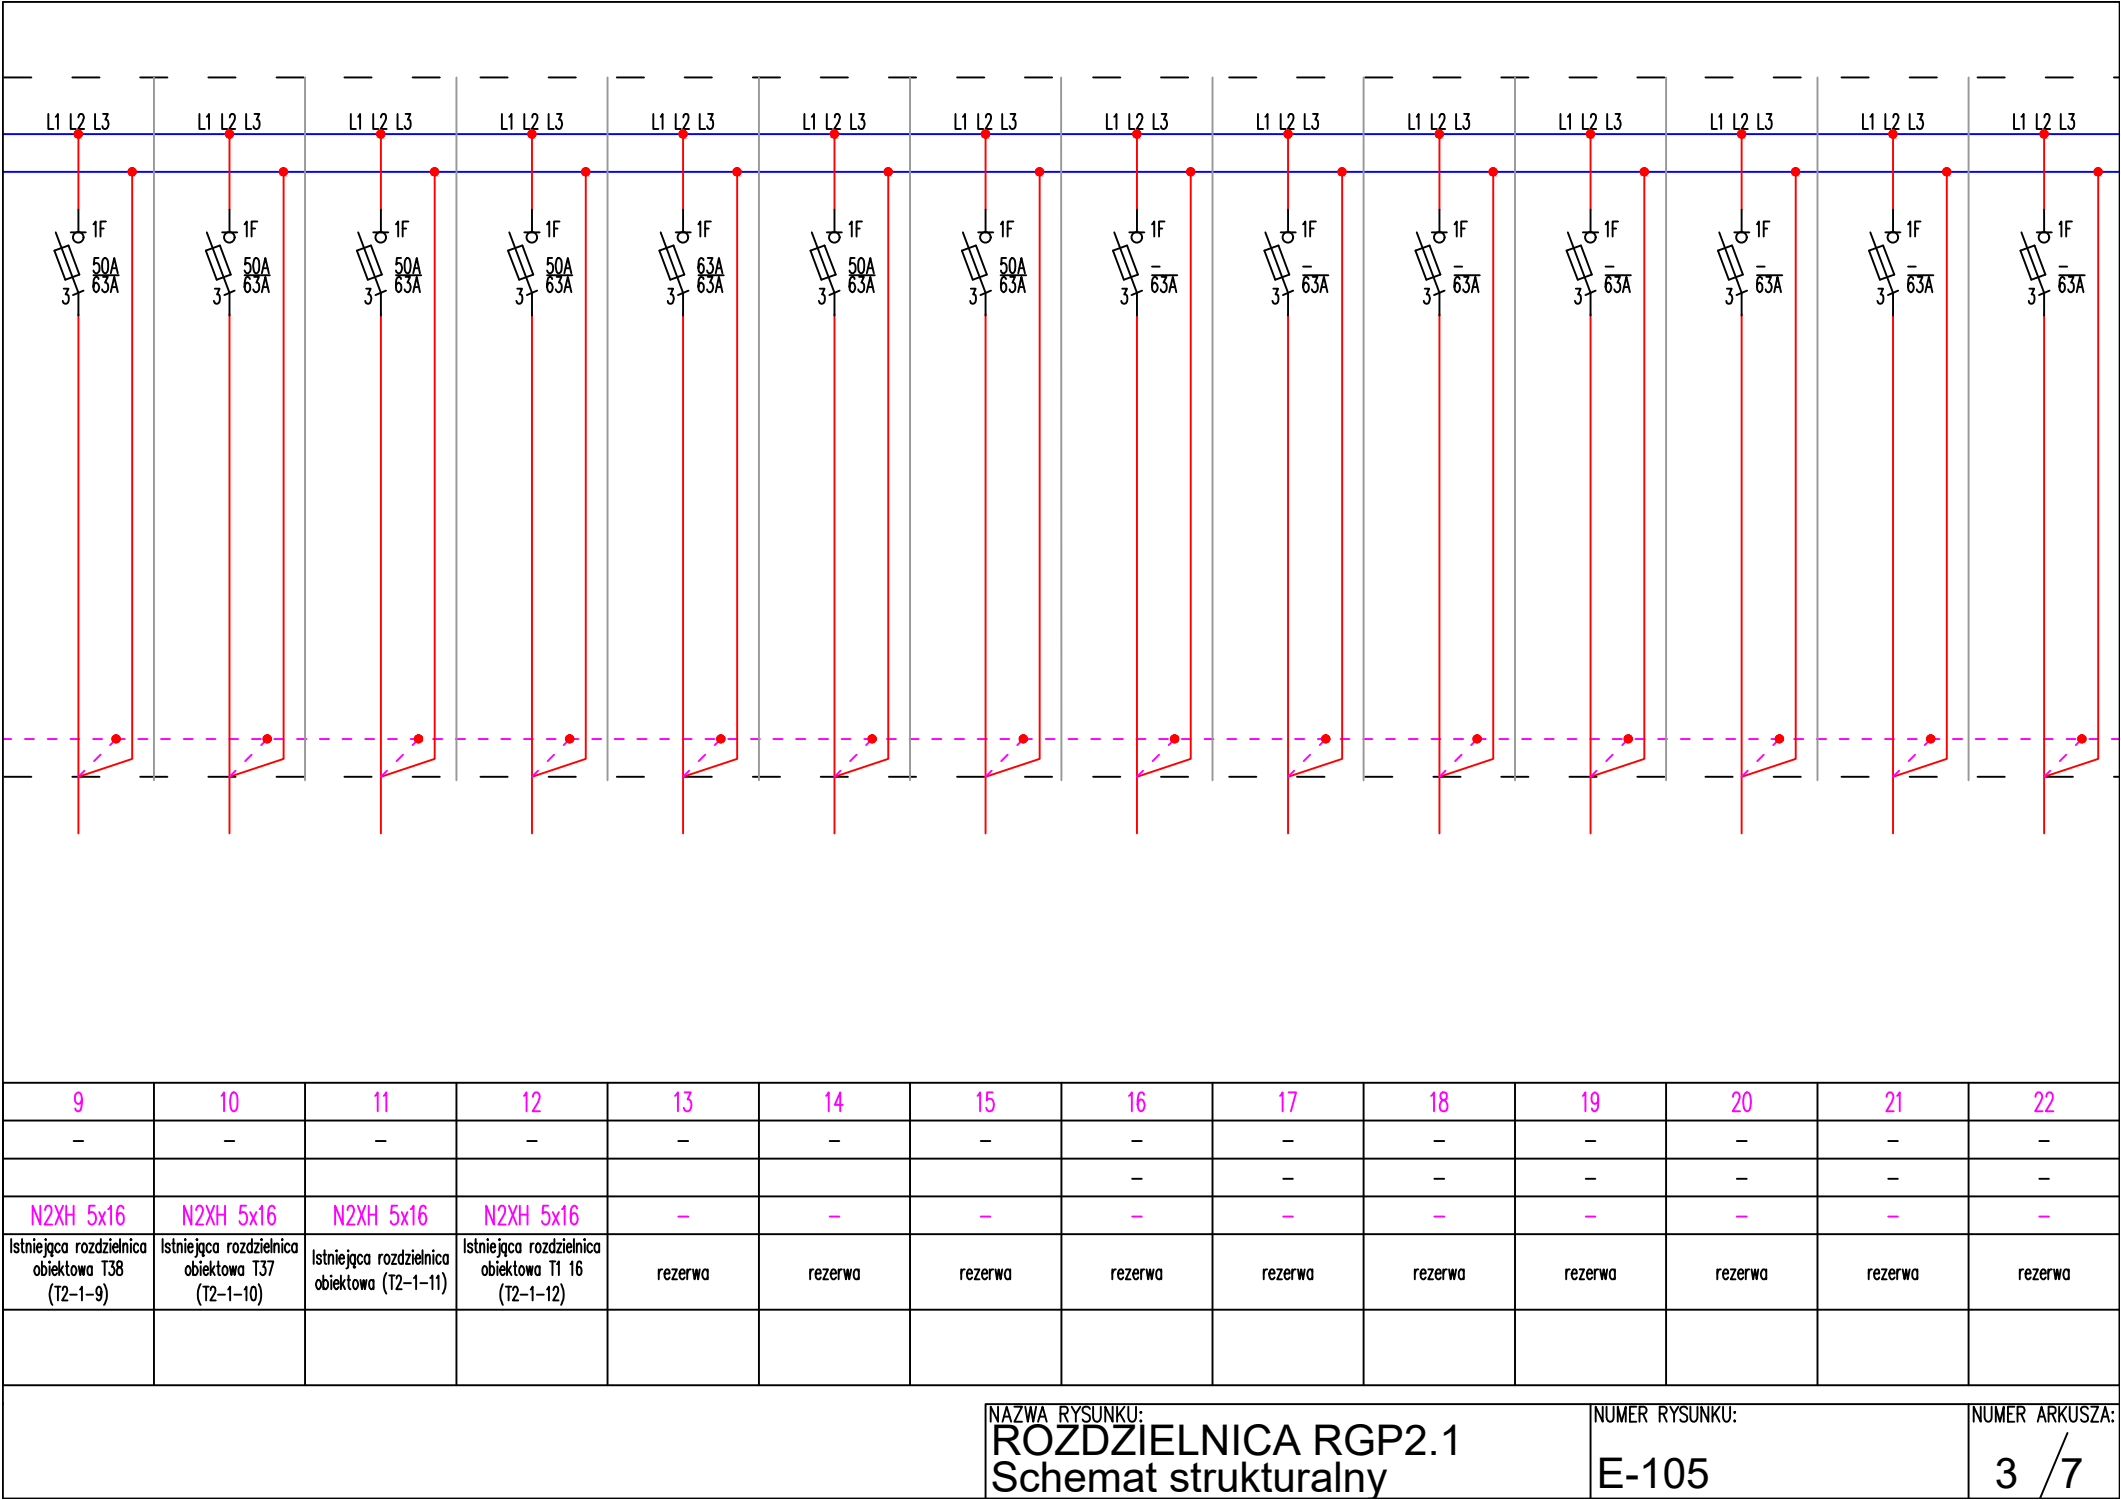 L1 L2 L3 L1 L2 L3 L1 L2 L3 L1 L2 L3 L1 L2 L3 L1 L2 L3 L1 L2 L3 L1 L2 L3 L1 L2 L3 L1 L2 L3 L1 L2 L3 L1 L2 L3 L1 L2 L3 L1 L2 L3
1F 1F 1F 1F 1F 1F 1F 1F 1F 1F 1F 1F 1F 1F
50A 50A 50A 50A 63A 50A 50A - - - - - - -
63A 63A 63A 63A 63A 63A 63A 63A 63A 63A 63A 63A 63A 63A
3 3 3 3 3 3 3 3 3 3 3 3 3 3
9 10 11 12 13 14 15 16 17 18 19 20 21 22
- - - - - - - - - - - - - -
- - - - - - -
N2XH 5x16 N2XH 5x16 N2XH 5x16 N2XH 5x16 - - - - - - - - - -
Istniejąca rozdzielnica
obiektowa T38
(T2-1-9)
Istniejąca rozdzielnica
obiektowa T37
(T2-1-10)
Istniejąca rozdzielnica
obiektowa (T2-1-11)
Istniejąca rozdzielnica
obiektowa T1 16
(T2-1-12)
rezerwa rezerwa rezerwa rezerwa rezerwa rezerwa rezerwa rezerwa rezerwa rezerwa
NAZWA RYSUNKU:
ROZDZIELNICA RGP2.1
Schemat strukturalny
NUMER RYSUNKU:
E-105
NUMER ARKUSZA:
3/7